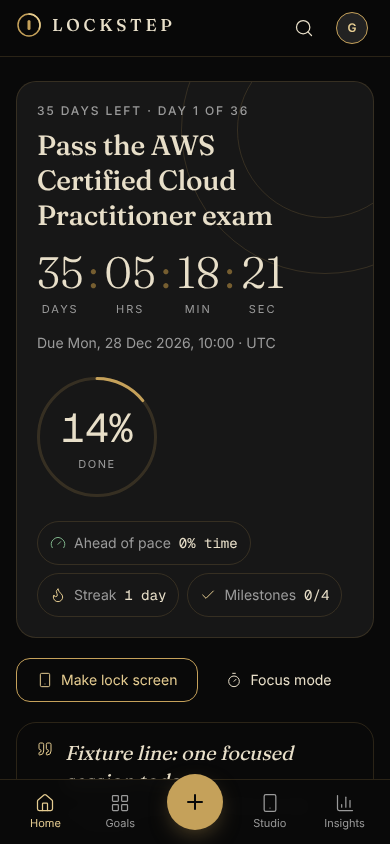 LOCKSTEP
G
35 DAYS LEFT · DAY 1 OF 36
Pass the AWS
Certified Cloud
Practitioner exam
35:05:18:21
DAYS HRS MIN SEC
Due Mon, 28 Dec 2026, 10:00 · UTC
14%
DONE
Ahead of pace 0% time
Streak 1 day
Milestones 0/4
Make lock screen
Focus mode
Fixture line: one focused
Home Goals Studio Insights